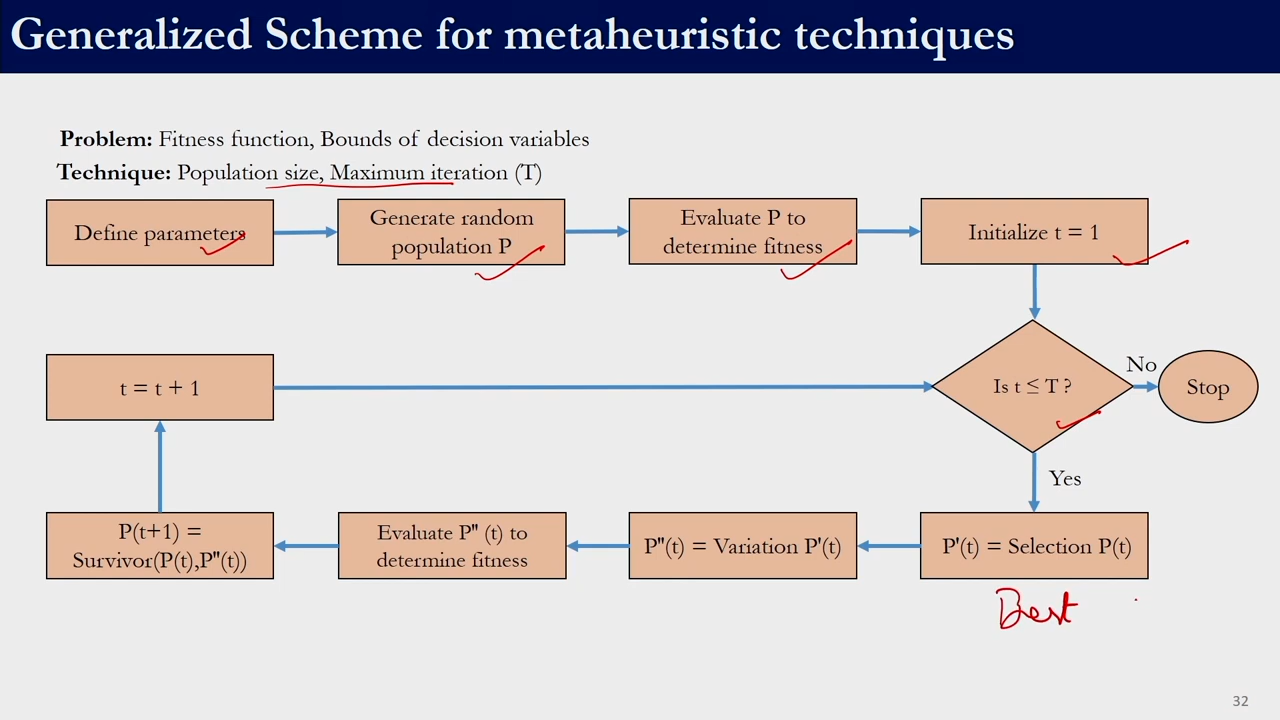 Generalized Scheme for metaheuristic techniques
Problem: Fitness function, Bounds of decision variables
Technique: Population size, Maximum iteration (T)
Define parameters
Generate random
population P
Evaluate P to
determine fitness
Initialize t = 1
t = t + 1
Is t ≤ T ?
No
Stop
Yes
P(t+1) =
Survivor(P(t),P"(t))
Evaluate P" (t) to
determine fitness
P"(t) = Variation P'(t)
P'(t) = Selection P(t)
Best
32